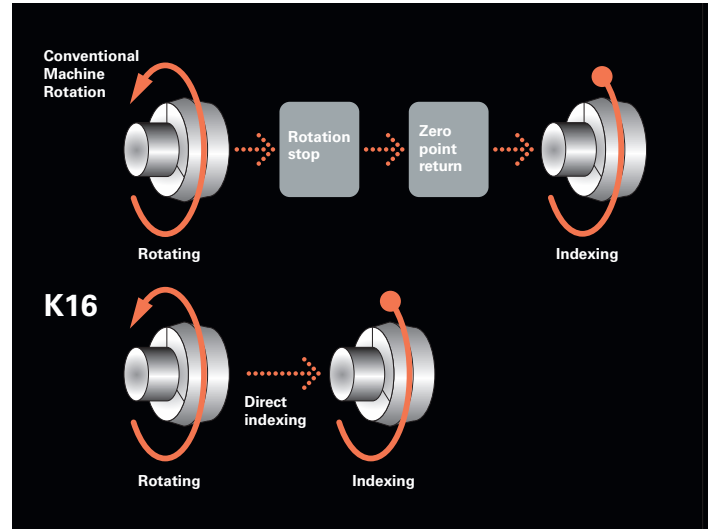 Conventional
Machine
Rotation
Rotation
stop
Zero
point
return
Rotating
Indexing
K16
Direct
indexing
Rotating
Indexing